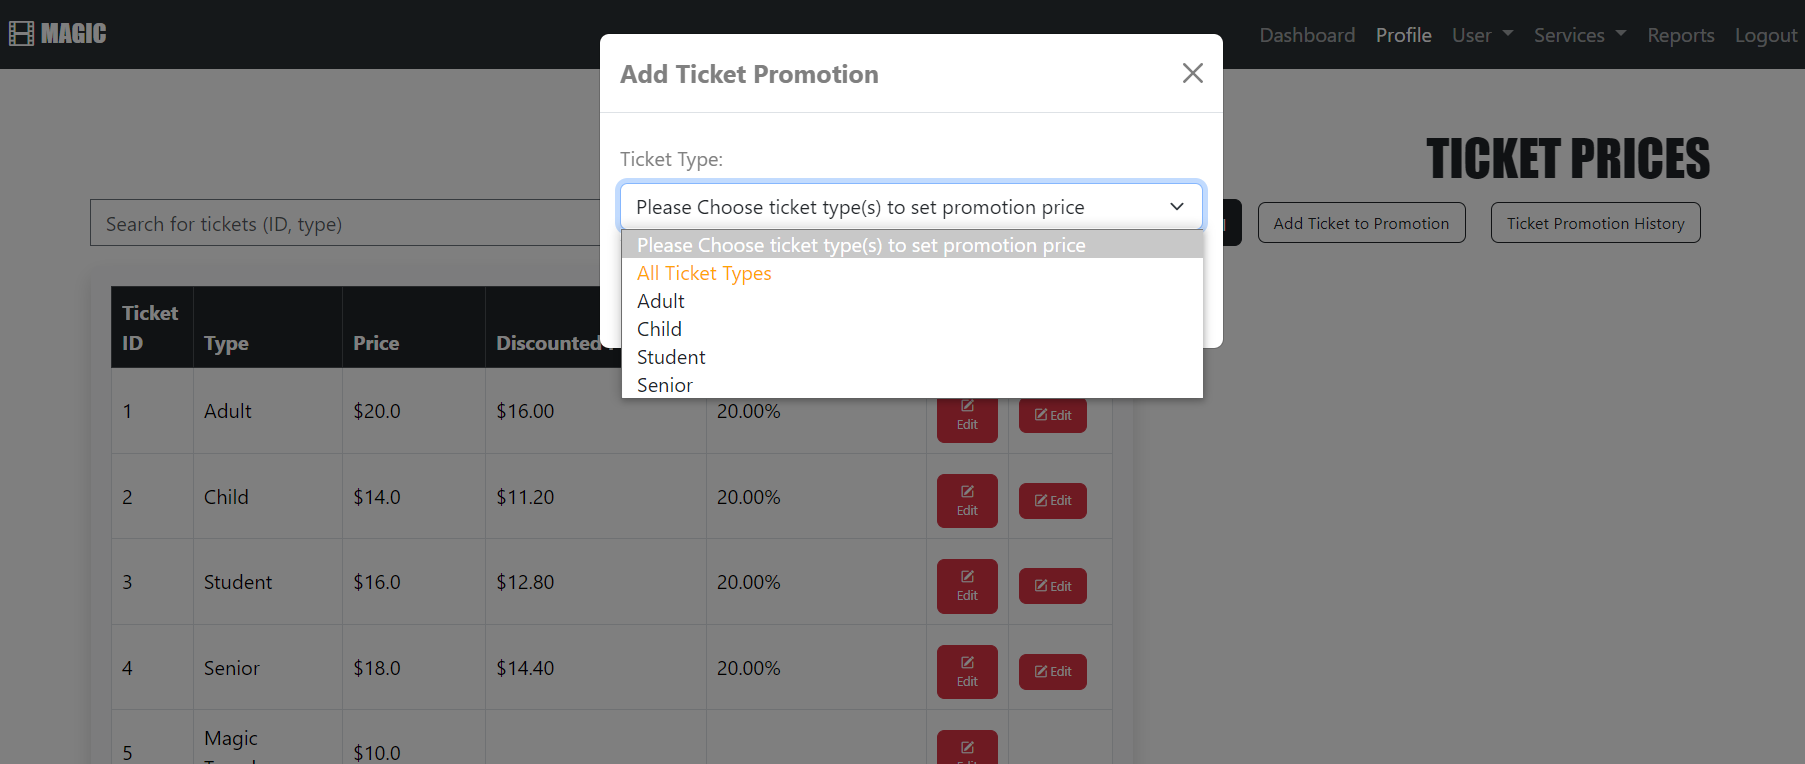 MAGIC
Dashboard Profile User Services Reports Logout
Add Ticket Promotion
Ticket Type:
Please Choose ticket type(s) to set promotion price
Please Choose ticket type(s) to set promotion price
All Ticket Types
Adult
Child
Student
Senior
TICKET PRICES
Search for tickets (ID, type)
Add Ticket to Promotion
Ticket Promotion History
Ticket ID Type Price Discounted
1 Adult $20.0 $16.00 20.00% Edit Edit
2 Child $14.0 $11.20 20.00% Edit Edit
3 Student $16.0 $12.80 20.00% Edit Edit
4 Senior $18.0 $14.40 20.00% Edit Edit
5 Magic $10.0